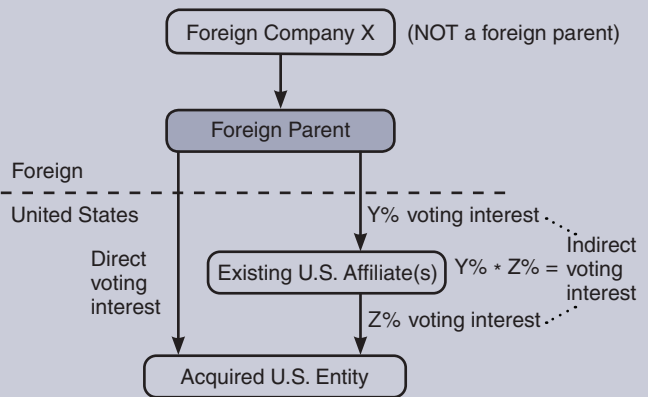 Foreign Company X (NOT a foreign parent)
Foreign Parent
Foreign
United States
Y% voting interest
Direct
voting
interest
Existing U.S. Affiliate(s)
Y% * Z% =
Indirect
voting
interest
Z% voting interest
Acquired U.S. Entity